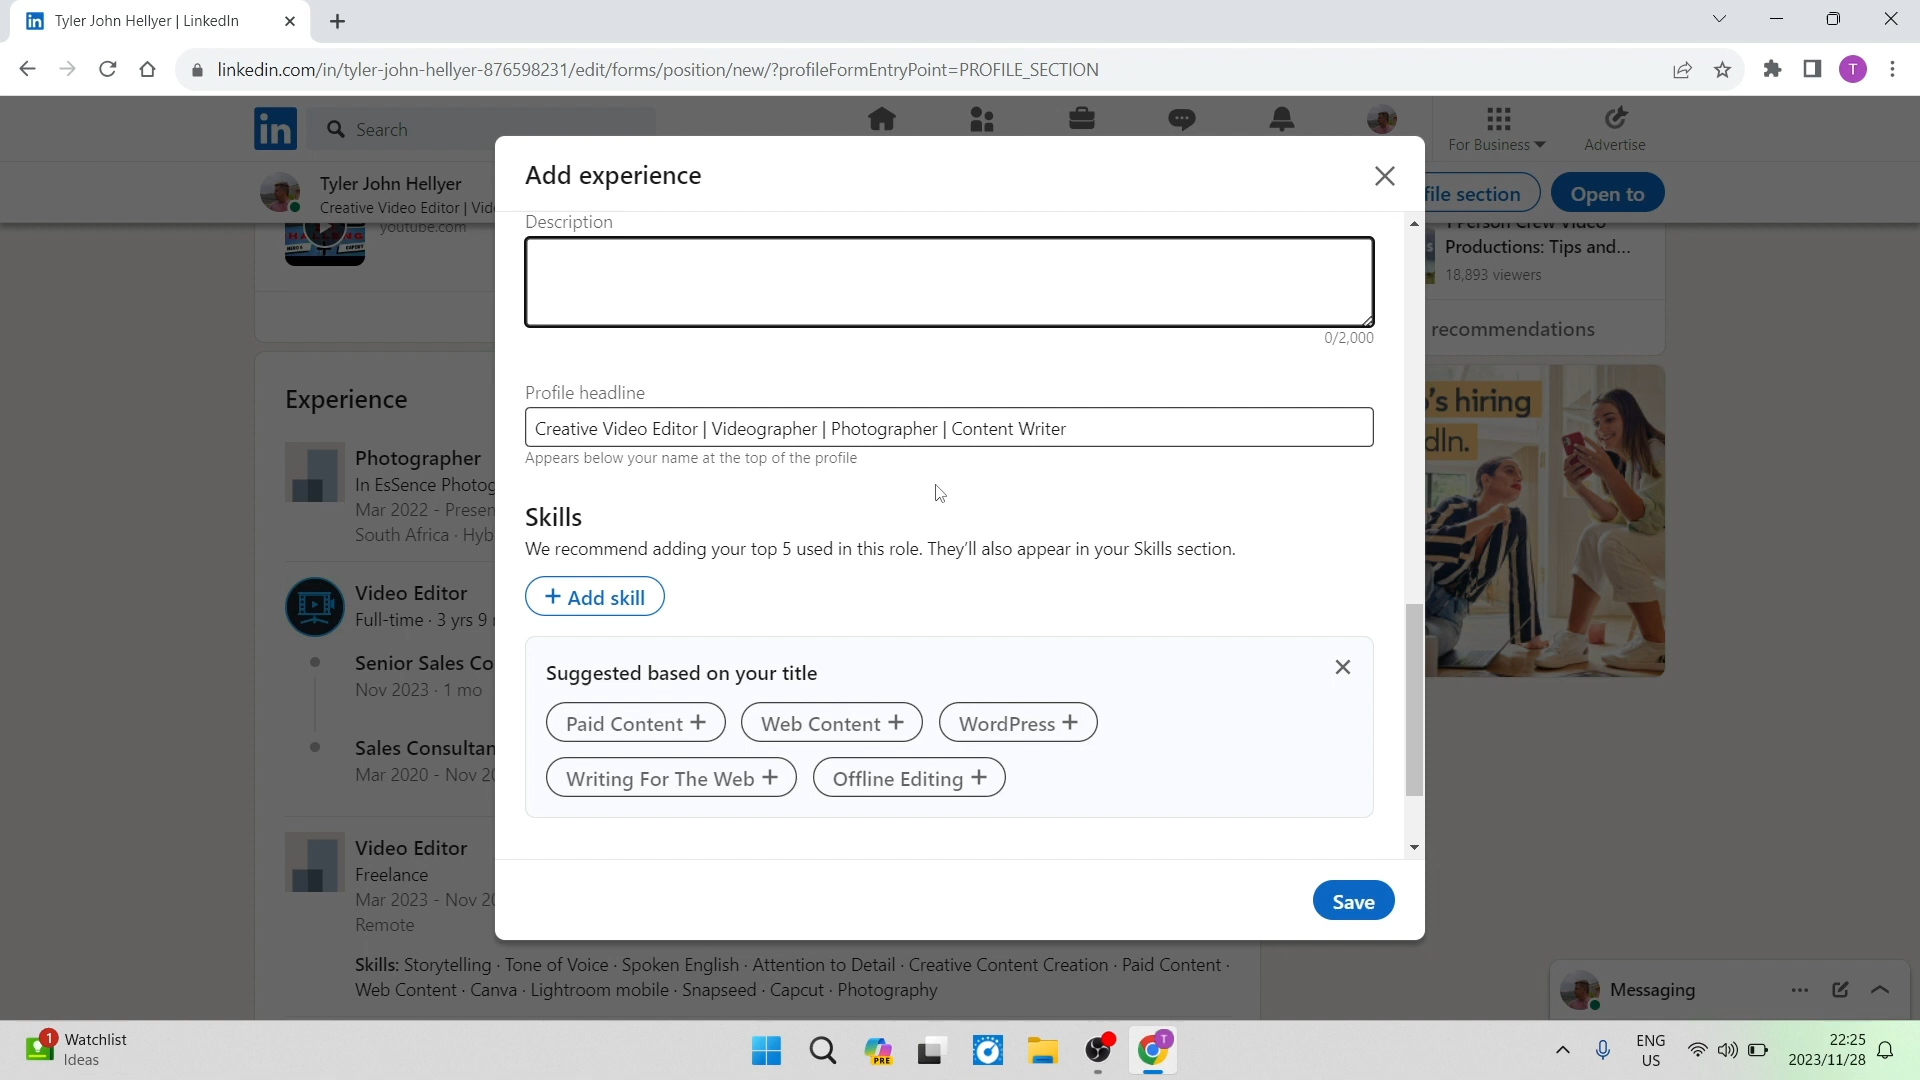 Tyler John Hellyer | LinkedIn
linkedin.com/in/tyler-john-hellyer-876598231/edit/forms/position/new/?profileFormEntryPoint=PROFILE_SECTION
T
in
Search
For Business
Advertise
Tyler John Hellyer
Creative Video Editor | Vid
file section
Open to
youtube.com
Productions: Tips and...
18,893 viewers
recommendations
's hiring
dIn.
Add experience
Description
0/2,000
Profile headline
Creative Video Editor | Videographer | Photographer | Content Writer
Appears below your name at the top of the profile
Skills
We recommend adding your top 5 used in this role. They'll also appear in your Skills section.
+ Add skill
Suggested based on your title
Paid Content +
Web Content +
WordPress +
Writing For The Web +
Offline Editing +
Save
Experience
Photographer
In EsSence Photog
Mar 2022 - Presen
South Africa · Hyb
Video Editor
Full-time · 3 yrs 9
Senior Sales Co
Nov 2023 · 1 mo
Sales Consultan
Mar 2020 - Nov 20
Video Editor
Freelance
Mar 2023 - Nov 20
Remote
Skills: Storytelling · Tone of Voice · Spoken English · Attention to Detail · Creative Content Creation · Paid Content ·
Web Content · Canva · Lightroom mobile · Snapseed · Capcut · Photography
Messaging
1
Watchlist
Ideas
PRE
T
ENG
US
22:25
2023/11/28